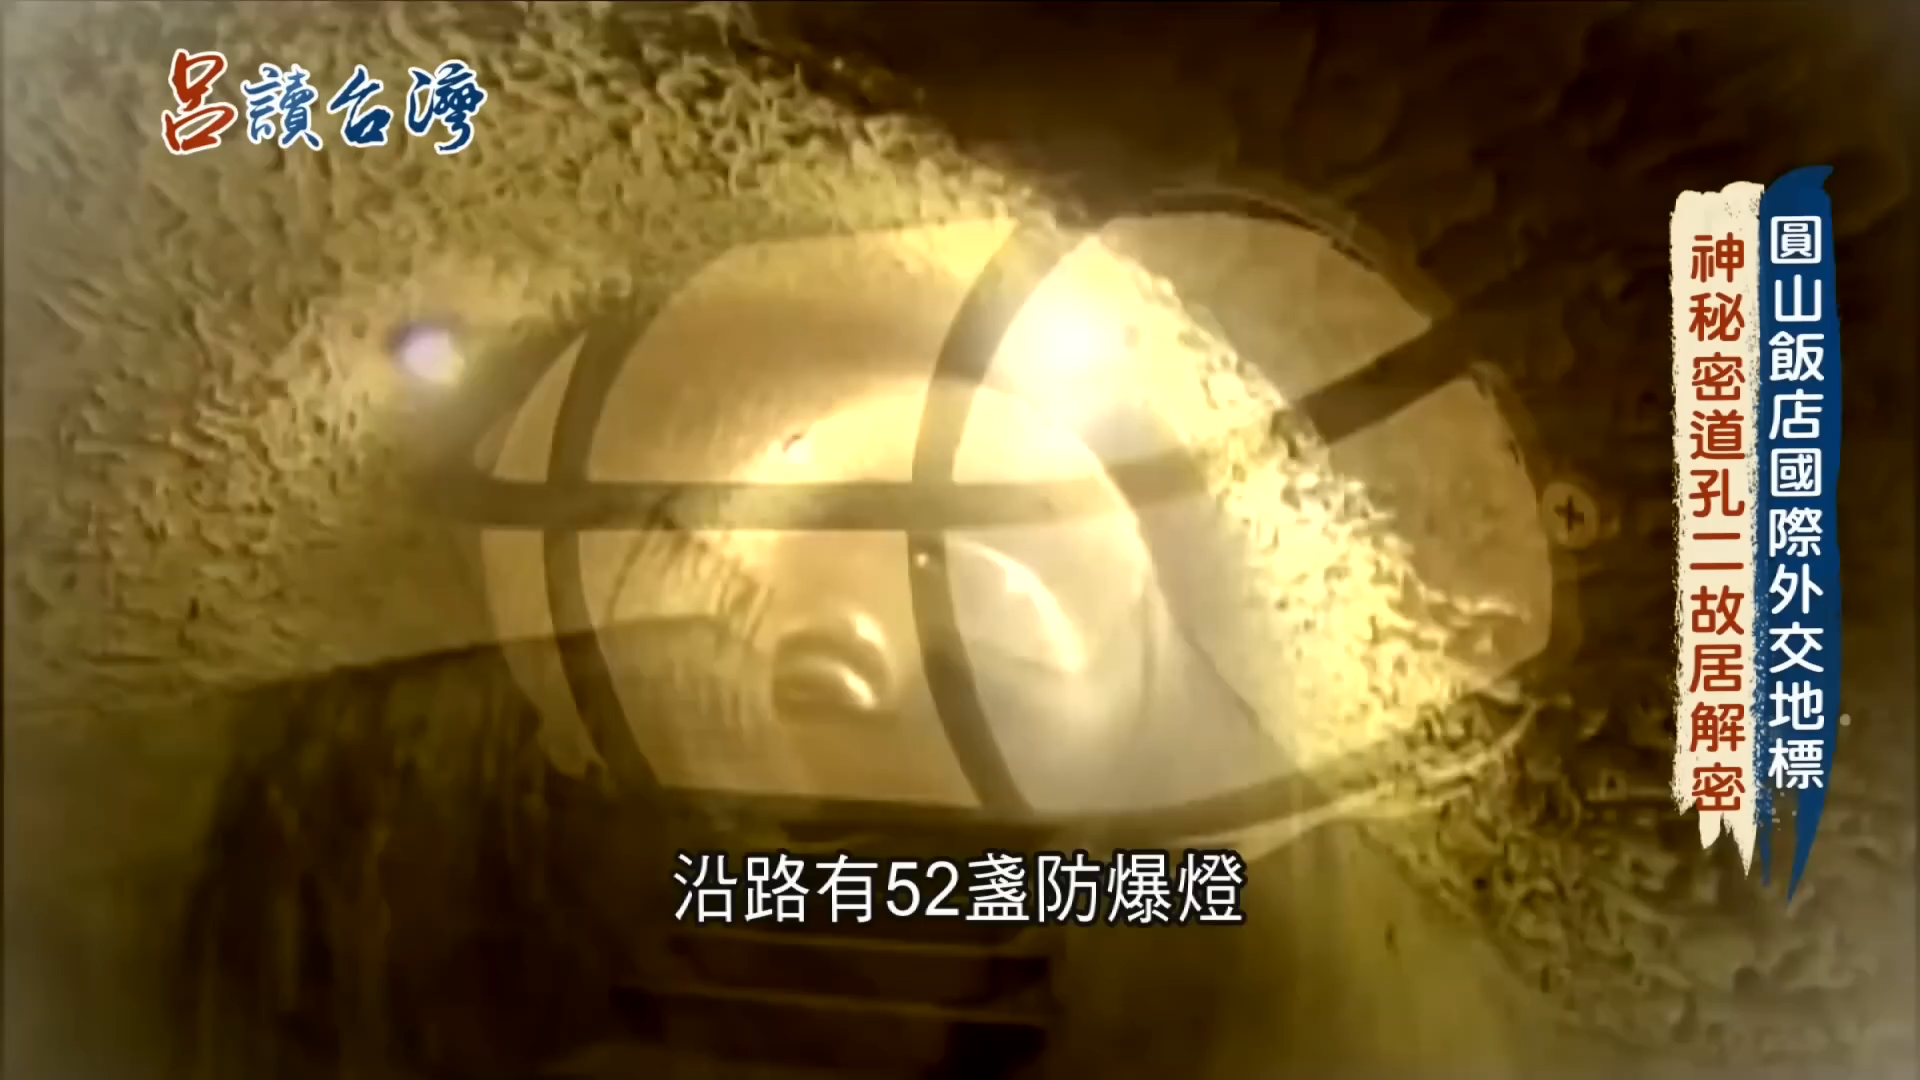 呂讀台灣
圓山飯店國際外交地標
神秘密道孔二故居解密
沿路有52盞防爆燈